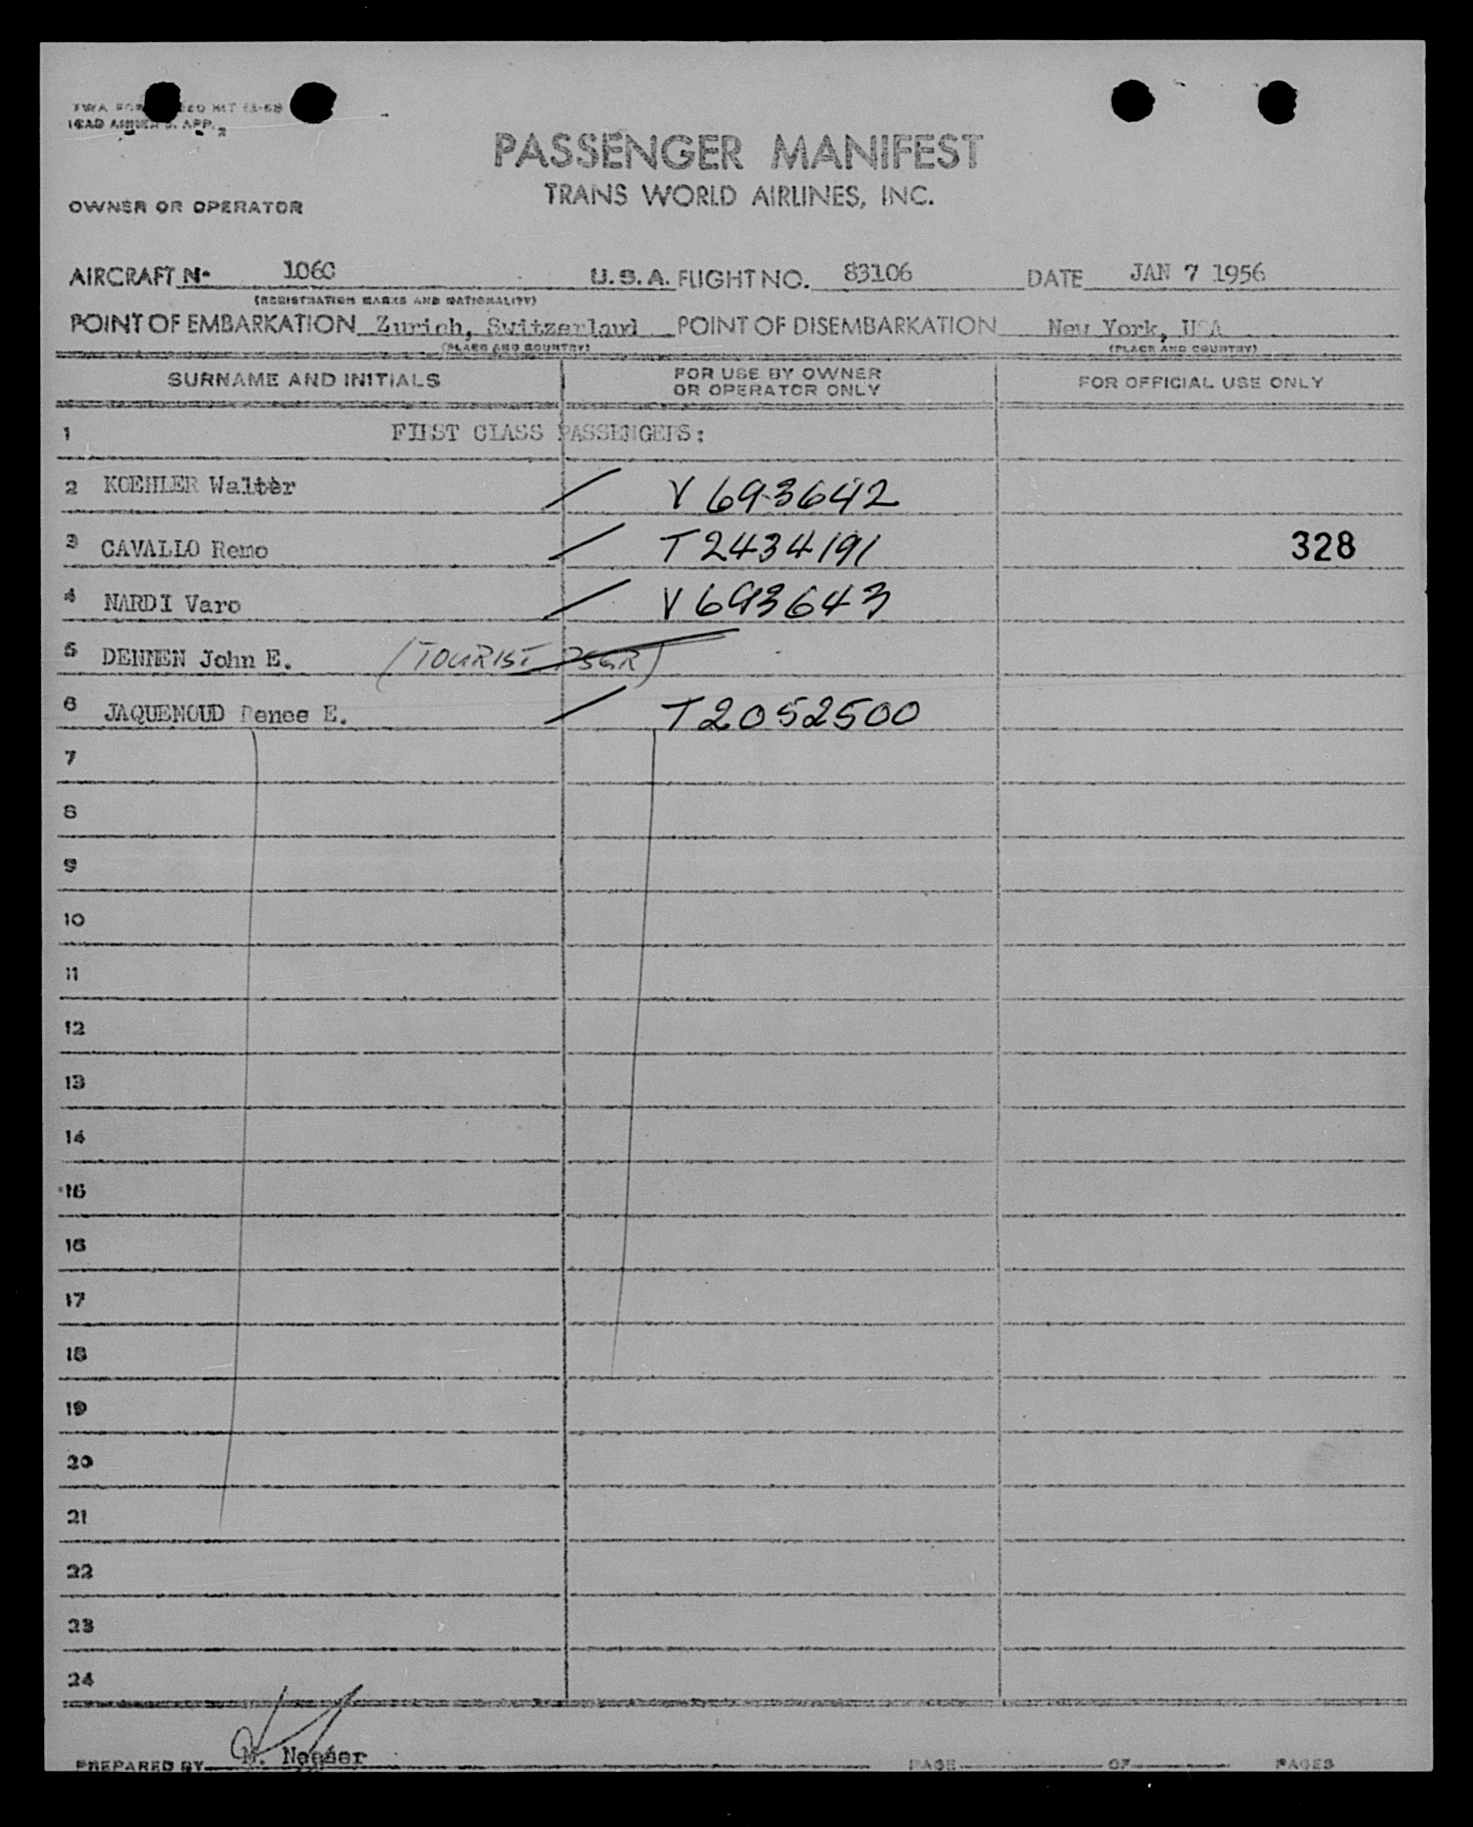 PASSENGER MANIFEST
TRANS WORLD AIRLINES, INC.
OWNER OR OPERATOR
AIRCRAFT No 106C U.S.A. FLIGHT NO. 83106 DATE JAN 7 1956
(REGISTRATION MARKS AND NATIONALITY)
POINT OF EMBARKATION Zurich, Switzerland POINT OF DISEMBARKATION New York, USA
(PLACE AND COUNTRY) (PLACE AND COUNTRY)
SURNAME AND INITIALS FOR USE BY OWNER OR OPERATOR ONLY FOR OFFICIAL USE ONLY
1 FIRST CLASS PASSENGERS:
2 KOEHLER Walter V 693642
3 CAVALLO Remo T2434191 328
4 NARDI Varo V 693643
5 DENNEN John E. (TOURIST PSGR)
6 JAQUENOUD Renee E. T2052500
7
8
9
10
11
12
13
14
15
16
17
18
19
20
21
22
23
24
PREPARED BY M. Neeser PAGE OF PAGES